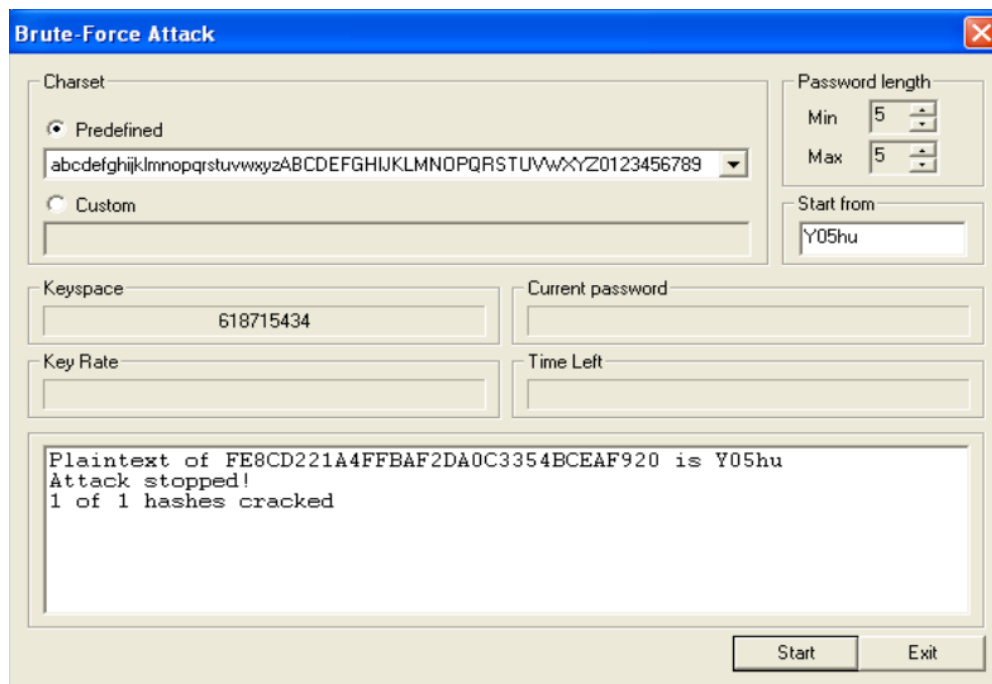 Brute-Force Attack
Charset
Predefined
abcdefghijklmnopqrstuvwxyzABCDEFGHIJKLMNOPQRSTUVWXYZ0123456789
Custom
Password length
Min 5
Max 5
Start from
Y05hu
Keyspace
618715434
Current password
Key Rate
Time Left
Plaintext of FE8CD221A4FFBAF2DA0C3354BCEAF920 is Y05hu
Attack stopped!
1 of 1 hashes cracked
Start
Exit